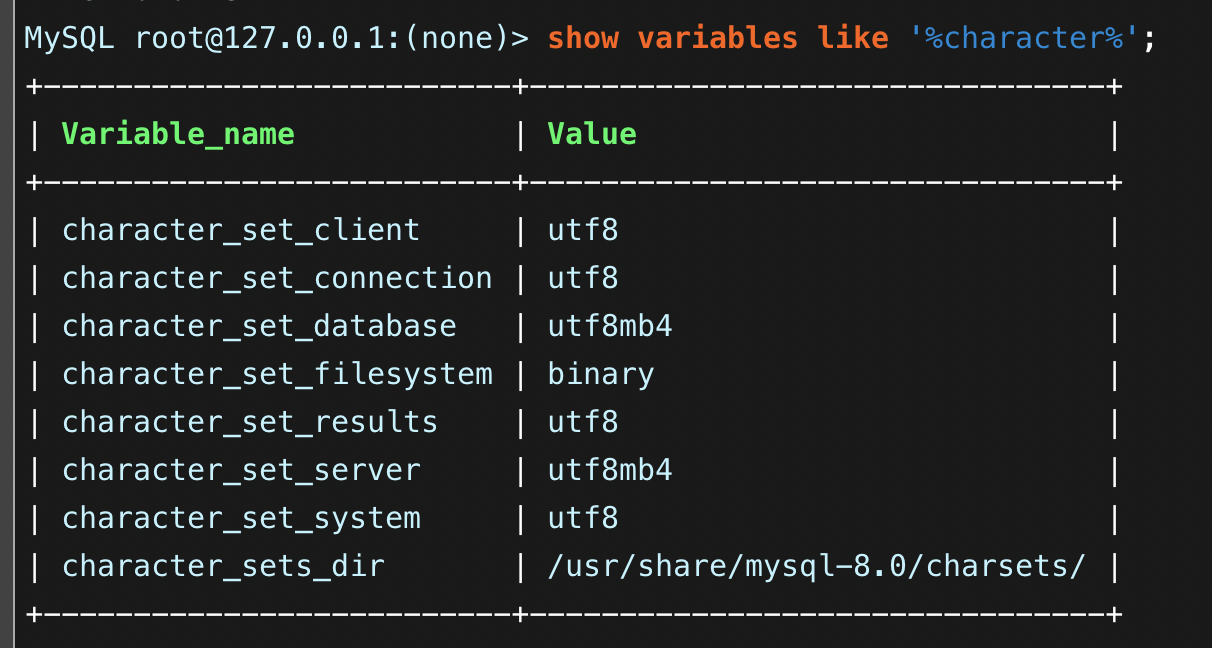 MySQL root@127.0.0.1:(none)> show variables like '%character%';
+--------------------------+--------------------------------+
| Variable_name            | Value                          |
+--------------------------+--------------------------------+
| character_set_client     | utf8                           |
| character_set_connection | utf8                           |
| character_set_database   | utf8mb4                        |
| character_set_filesystem | binary                         |
| character_set_results    | utf8                           |
| character_set_server     | utf8mb4                        |
| character_set_system     | utf8                           |
| character_sets_dir       | /usr/share/mysql-8.0/charsets/ |
+--------------------------+--------------------------------+